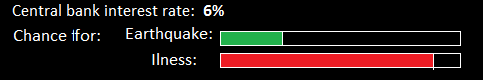 Central bank interest rate: 6%
Chance for: Earthquake:
Ilness: